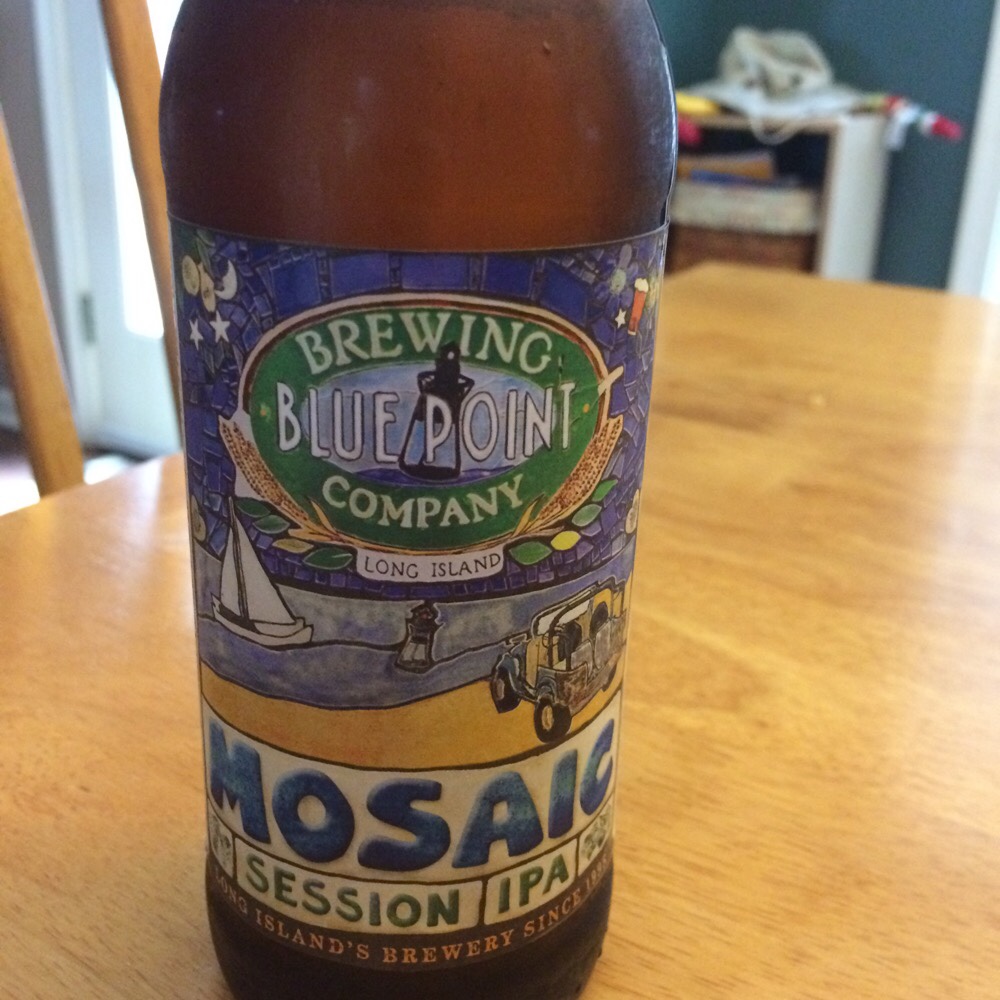 BREWING
BLUE POINT
COMPANY
LONG ISLAND
MOSAIC
SESSION IPA
LONG ISLAND'S BREWERY SINCE